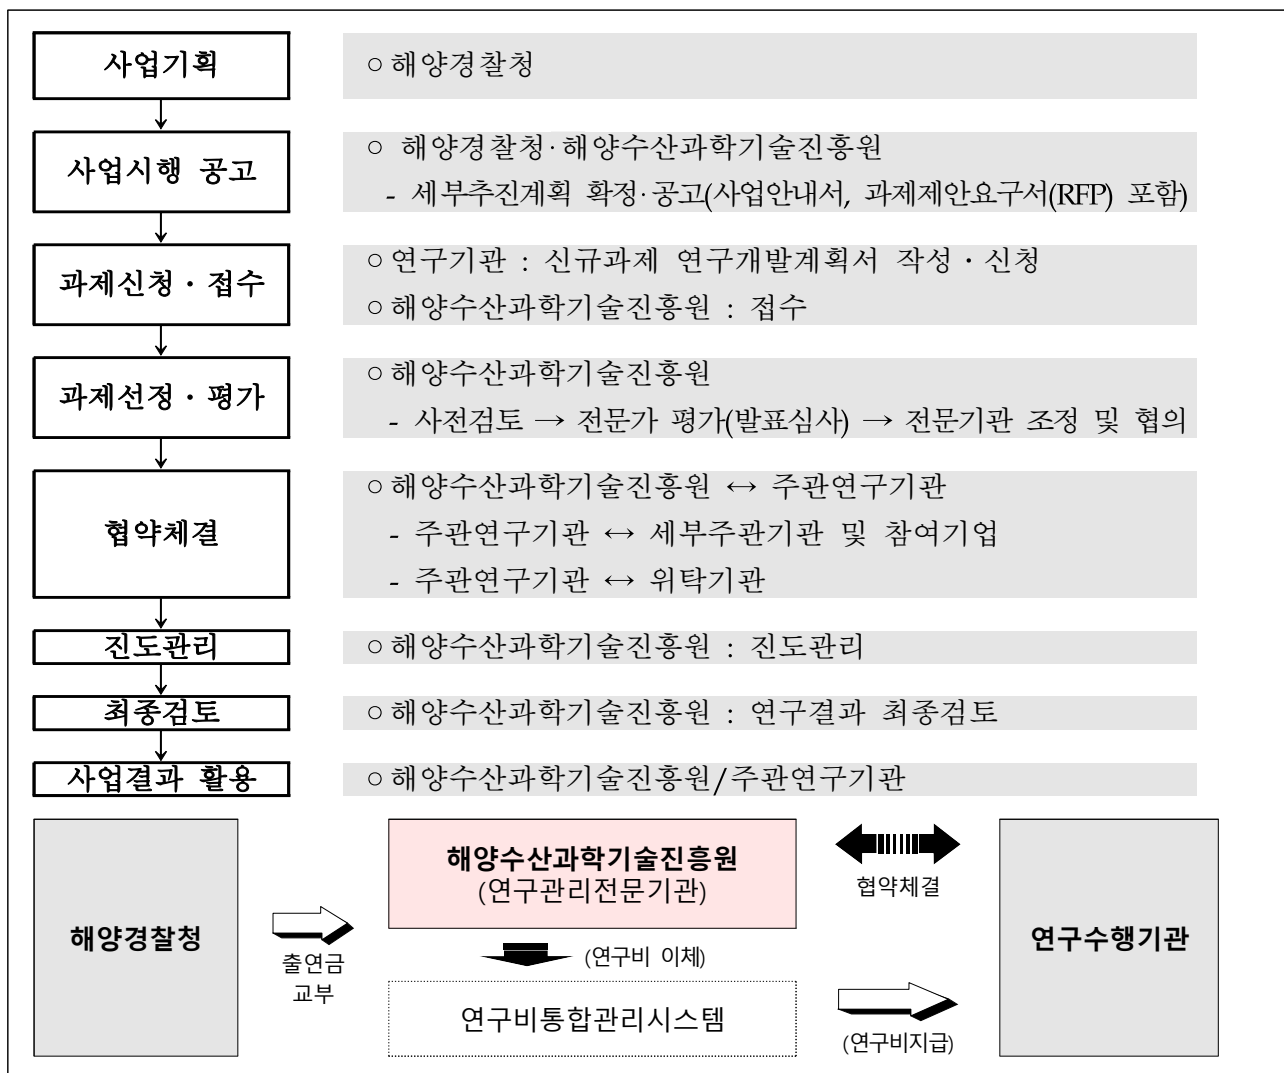 사업기획
○ 해양경찰청
사업시행 공고
○ 해양경찰청·해양수산과학기술진흥원
- 세부추진계획 확정·공고(사업안내서, 과제제안요구서(RFP) 포함)
과제신청·접수
○ 연구기관 : 신규과제 연구개발계획서 작성·신청
○ 해양수산과학기술진흥원 : 접수
과제선정·평가
○ 해양수산과학기술진흥원
- 사전검토 → 전문가 평가(발표심사) → 전문기관 조정 및 협의
협약체결
○ 해양수산과학기술진흥원 ↔ 주관연구기관
- 주관연구기관 ↔ 세부주관기관 및 참여기업
- 주관연구기관 ↔ 위탁기관
진도관리
○ 해양수산과학기술진흥원 : 진도관리
최종검토
○ 해양수산과학기술진흥원 : 연구결과 최종검토
사업결과 활용
○ 해양수산과학기술진흥원/주관연구기관
해양경찰청
출연금
교부
해양수산과학기술진흥원
(연구관리전문기관)
(연구비 이체)
연구비통합관리시스템
협약체결
(연구비지급)
연구수행기관